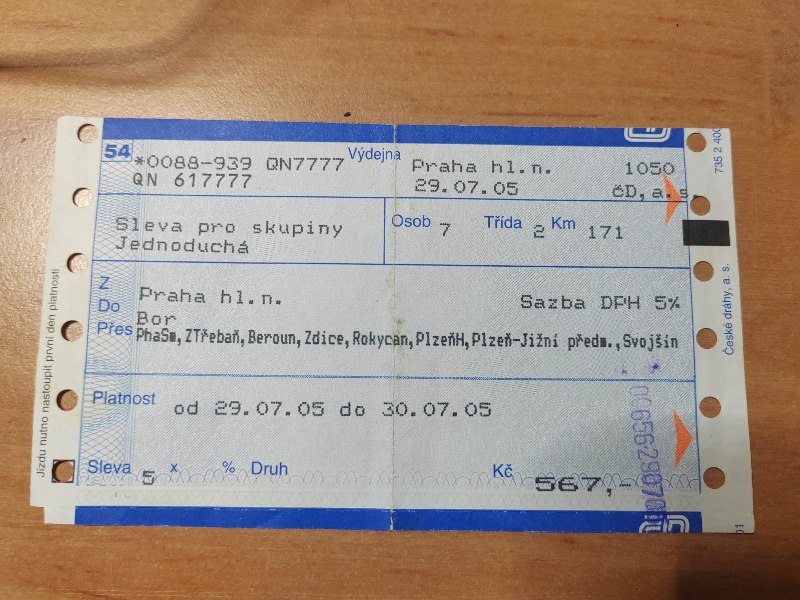 54 *0088-939 QN7777 Výdejna Praha hl.n. 1050
QN 617777 29.07.05 čD,a.s.
Sleva pro skupiny Osob 7 Třída 2 Km 171
Jednoduchá
Z Praha hl.n. Sazba DPH 5%
Do Bor
Přes PhaSm,ZTřebaň,Beroun,Zdice,Rokycan,PlzeňH,Plzeň-Jižní předm.,Svojšín
Platnost od 29.07.05 do 30.07.05
Sleva 5 x % Druh Kč 567,-
Jízdu nutno nastoupit první den platnosti
České dráhy, a. s.
735 2 400